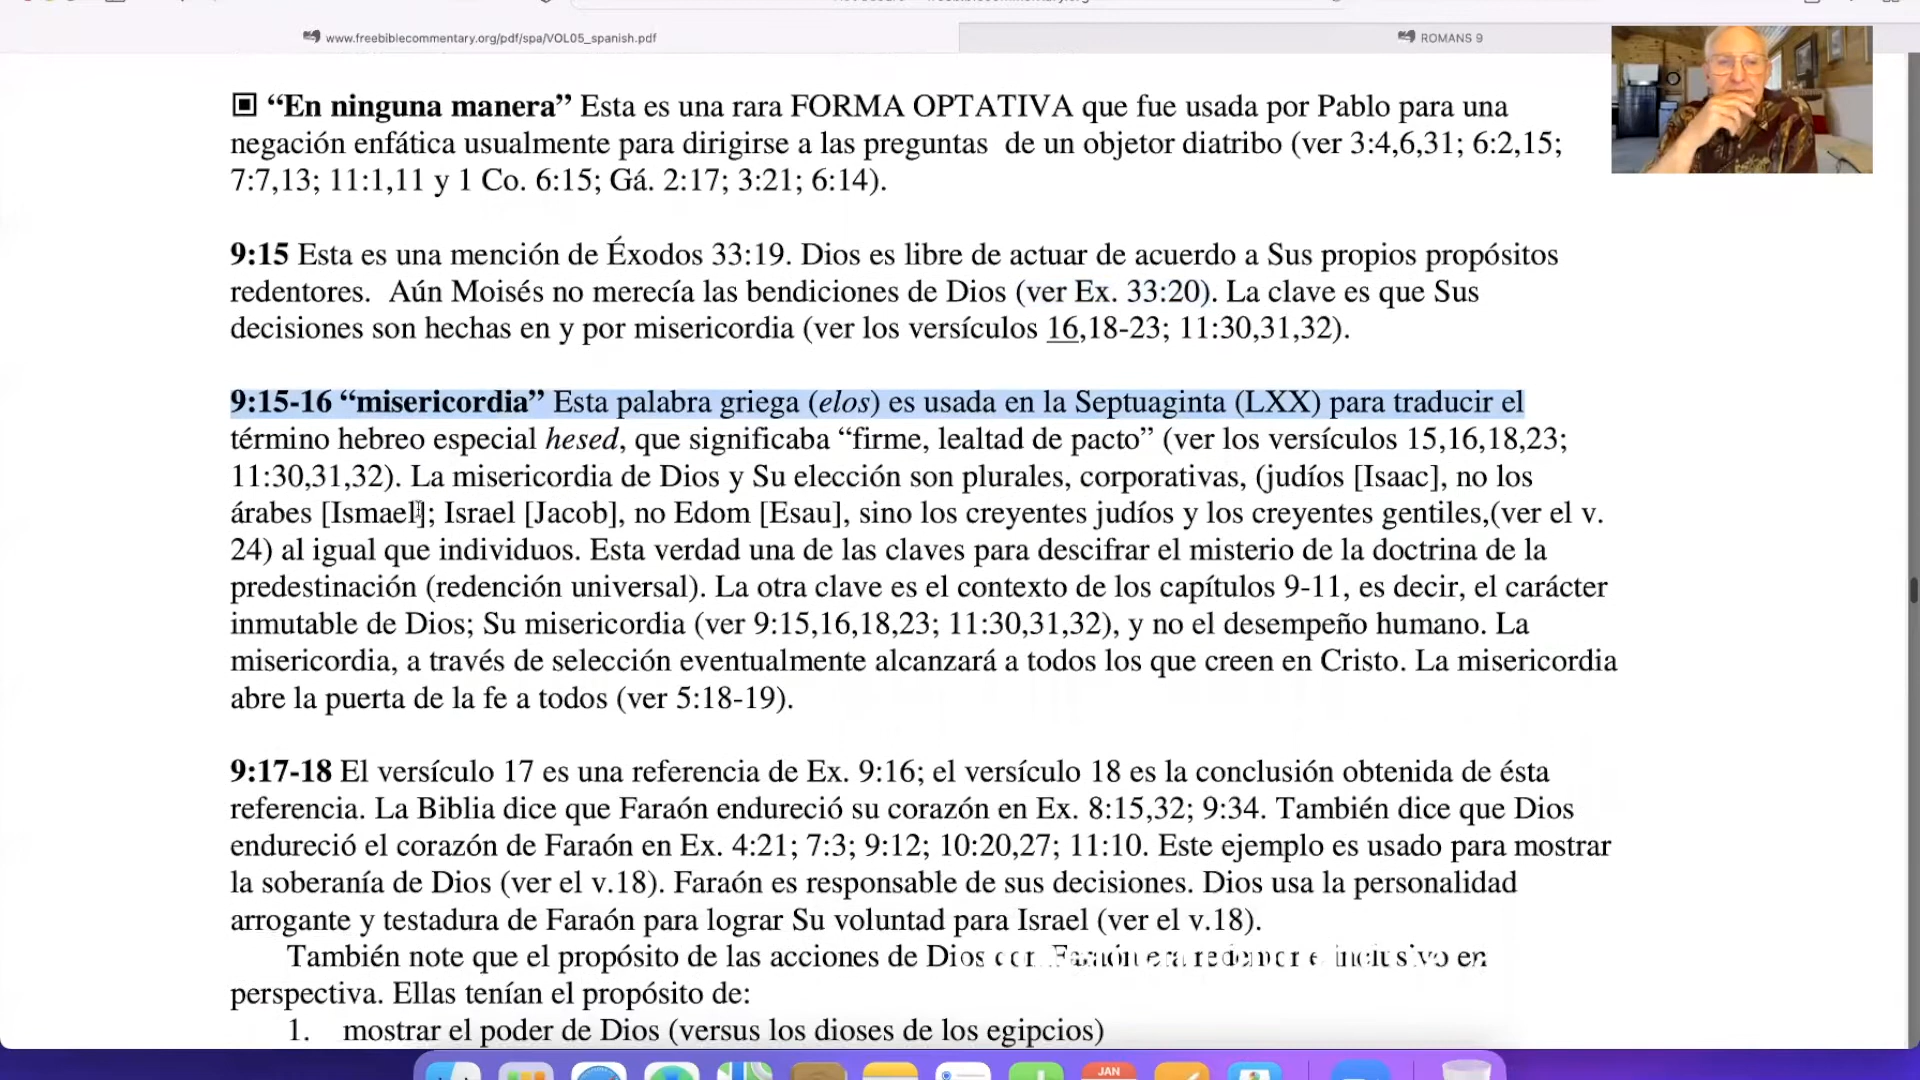 www.freebiblecommentary.org/pdf/spa/VOL05_spanish.pdf
ROMANS 9
“En ninguna manera” Esta es una rara FORMA OPTATIVA que fue usada por Pablo para una
negación enfática usualmente para dirigirse a las preguntas de un objetor diatribo (ver 3:4,6,31; 6:2,15;
7:7,13; 11:1,11 y 1 Co. 6:15; Gá. 2:17; 3:21; 6:14).
9:15 Esta es una mención de Éxodos 33:19. Dios es libre de actuar de acuerdo a Sus propios propósitos
redentores. Aún Moisés no merecía las bendiciones de Dios (ver Ex. 33:20). La clave es que Sus
decisiones son hechas en y por misericordia (ver los versículos 16,18-23; 11:30,31,32).
9:15-16 “misericordia” Esta palabra griega (elos) es usada en la Septuaginta (LXX) para traducir el
término hebreo especial hesed, que significaba “firme, lealtad de pacto” (ver los versículos 15,16,18,23;
11:30,31,32). La misericordia de Dios y Su elección son plurales, corporativas, (judíos [Isaac], no los
árabes [Ismael]; Israel [Jacob], no Edom [Esau], sino los creyentes judíos y los creyentes gentiles,(ver el v.
24) al igual que individuos. Esta verdad una de las claves para descifrar el misterio de la doctrina de la
predestinación (redención universal). La otra clave es el contexto de los capítulos 9-11, es decir, el carácter
inmutable de Dios; Su misericordia (ver 9:15,16,18,23; 11:30,31,32), y no el desempeño humano. La
misericordia, a través de selección eventualmente alcanzará a todos los que creen en Cristo. La misericordia
abre la puerta de la fe a todos (ver 5:18-19).
9:17-18 El versículo 17 es una referencia de Ex. 9:16; el versículo 18 es la conclusión obtenida de ésta
referencia. La Biblia dice que Faraón endureció su corazón en Ex. 8:15,32; 9:34. También dice que Dios
endureció el corazón de Faraón en Ex. 4:21; 7:3; 9:12; 10:20,27; 11:10. Este ejemplo es usado para mostrar
la soberanía de Dios (ver el v.18). Faraón es responsable de sus decisiones. Dios usa la personalidad
arrogante y testadura de Faraón para lograr Su voluntad para Israel (ver el v.18).
También note que el propósito de las acciones de Dios con Faraón era redentor e inclusivo en
perspectiva. Ellas tenían el propósito de:
1. mostrar el poder de Dios (versus los dioses de los egipcios)
JAN